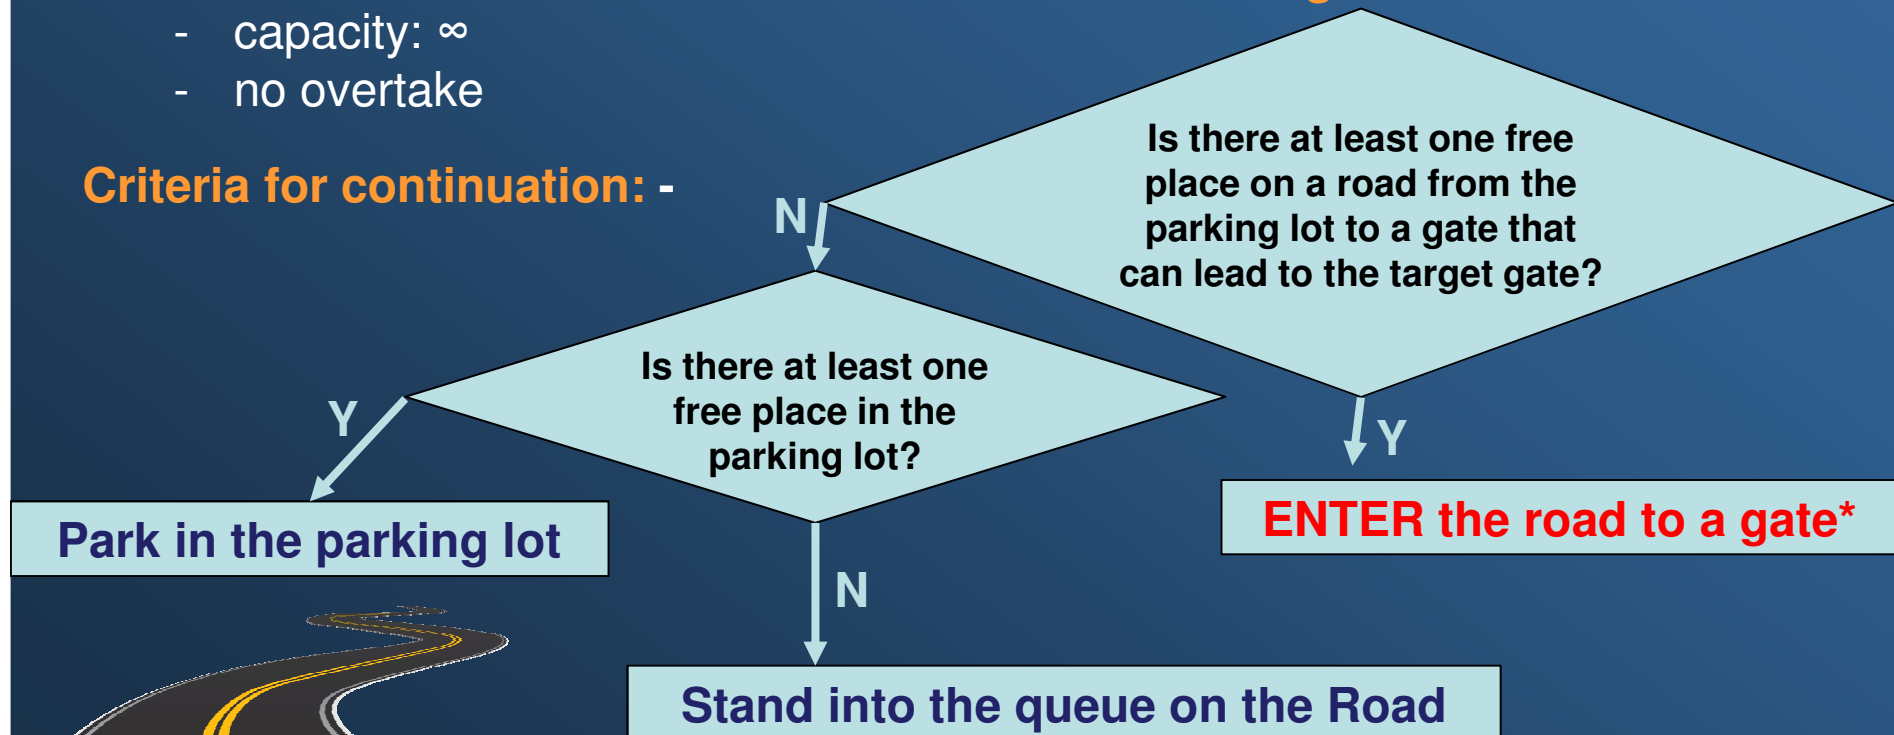 - capacity: ∞
- no overtake
Criteria for continuation: -
Is there at least one free
place on a road from the
parking lot to a gate that
can lead to the target gate?
N
Is there at least one
free place in the
parking lot?
Y
Y
Park in the parking lot
ENTER the road to a gate*
N
Stand into the queue on the Road